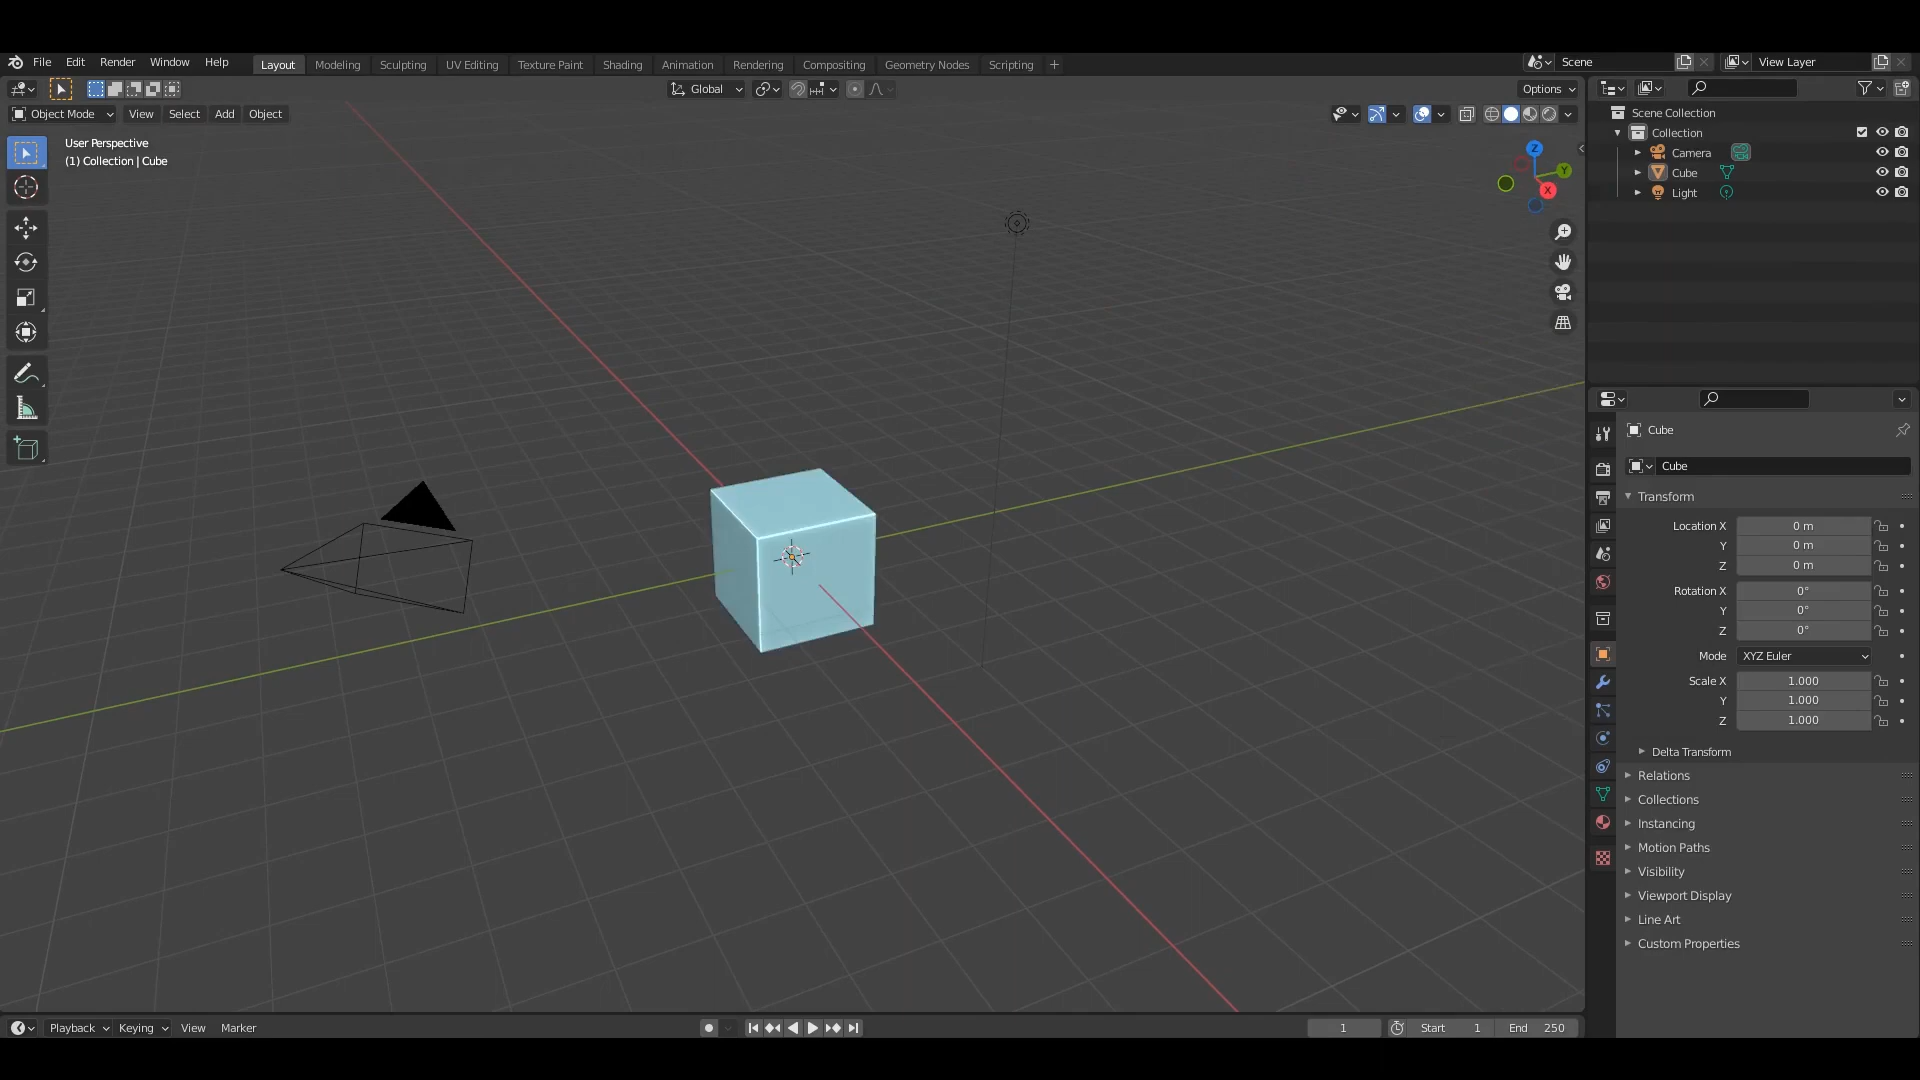 File Edit Render Window Help Layout Modeling Sculpting UV Editing Texture Paint Shading Animation Rendering Compositing Geometry Nodes Scripting + Scene View Layer
Global Options
Object Mode View Select Add Object
User Perspective
(1) Collection | Cube
Z
Y
X
Scene Collection
Collection
Camera
Cube
Light
Cube
Cube
Transform
Location X 0 m
Y 0 m
Z 0 m
Rotation X 0°
Y 0°
Z 0°
Mode XYZ Euler
Scale X 1.000
Y 1.000
Z 1.000
Delta Transform
Relations
Collections
Instancing
Motion Paths
Visibility
Viewport Display
Line Art
Custom Properties
Playback Keying View Marker 1 Start 1 End 250